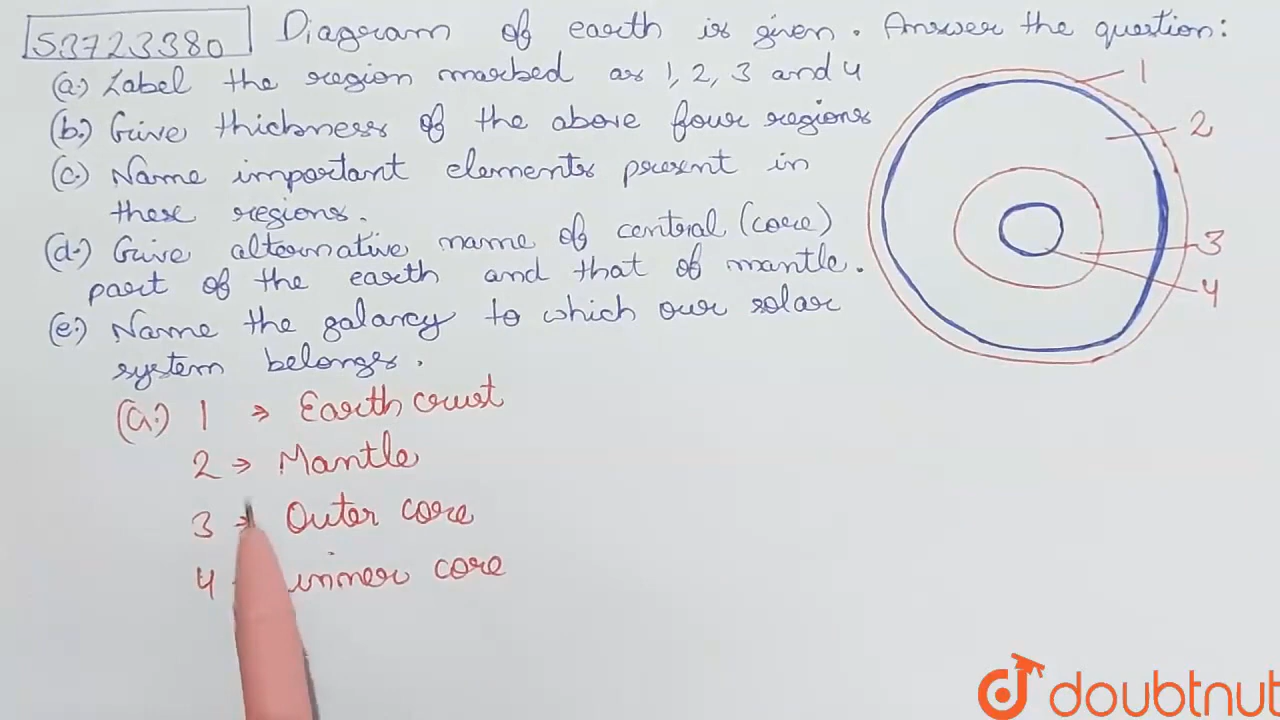 53723380 Diagram of earth is given. Answer the question:
(a.) Label the region marked as 1, 2, 3 and 4
(b.) Give thickness of the above four regions
(c.) Name important elements present in
these regions.
(d.) Give alternative name of central (core)
part of the earth and that of mantle.
(e.) Name the galaxy to which our solar
system belongs.
1
2
3
4
(a.) 1 → Earth crust
2 → Mantle
3 → Outer core
4 inner core
doubtnut